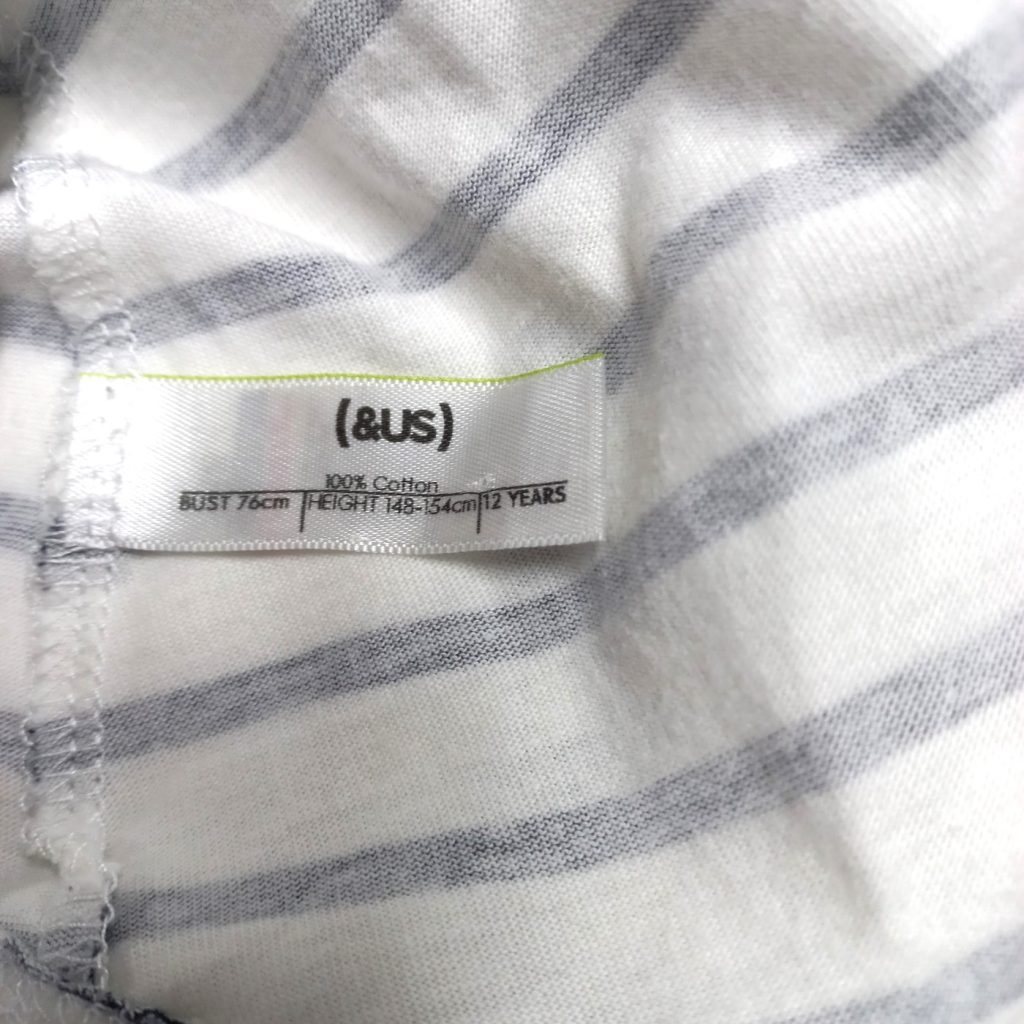 (&US)
100% Cotton
BUST 76cm HEIGHT 148-154cm 12 YEARS